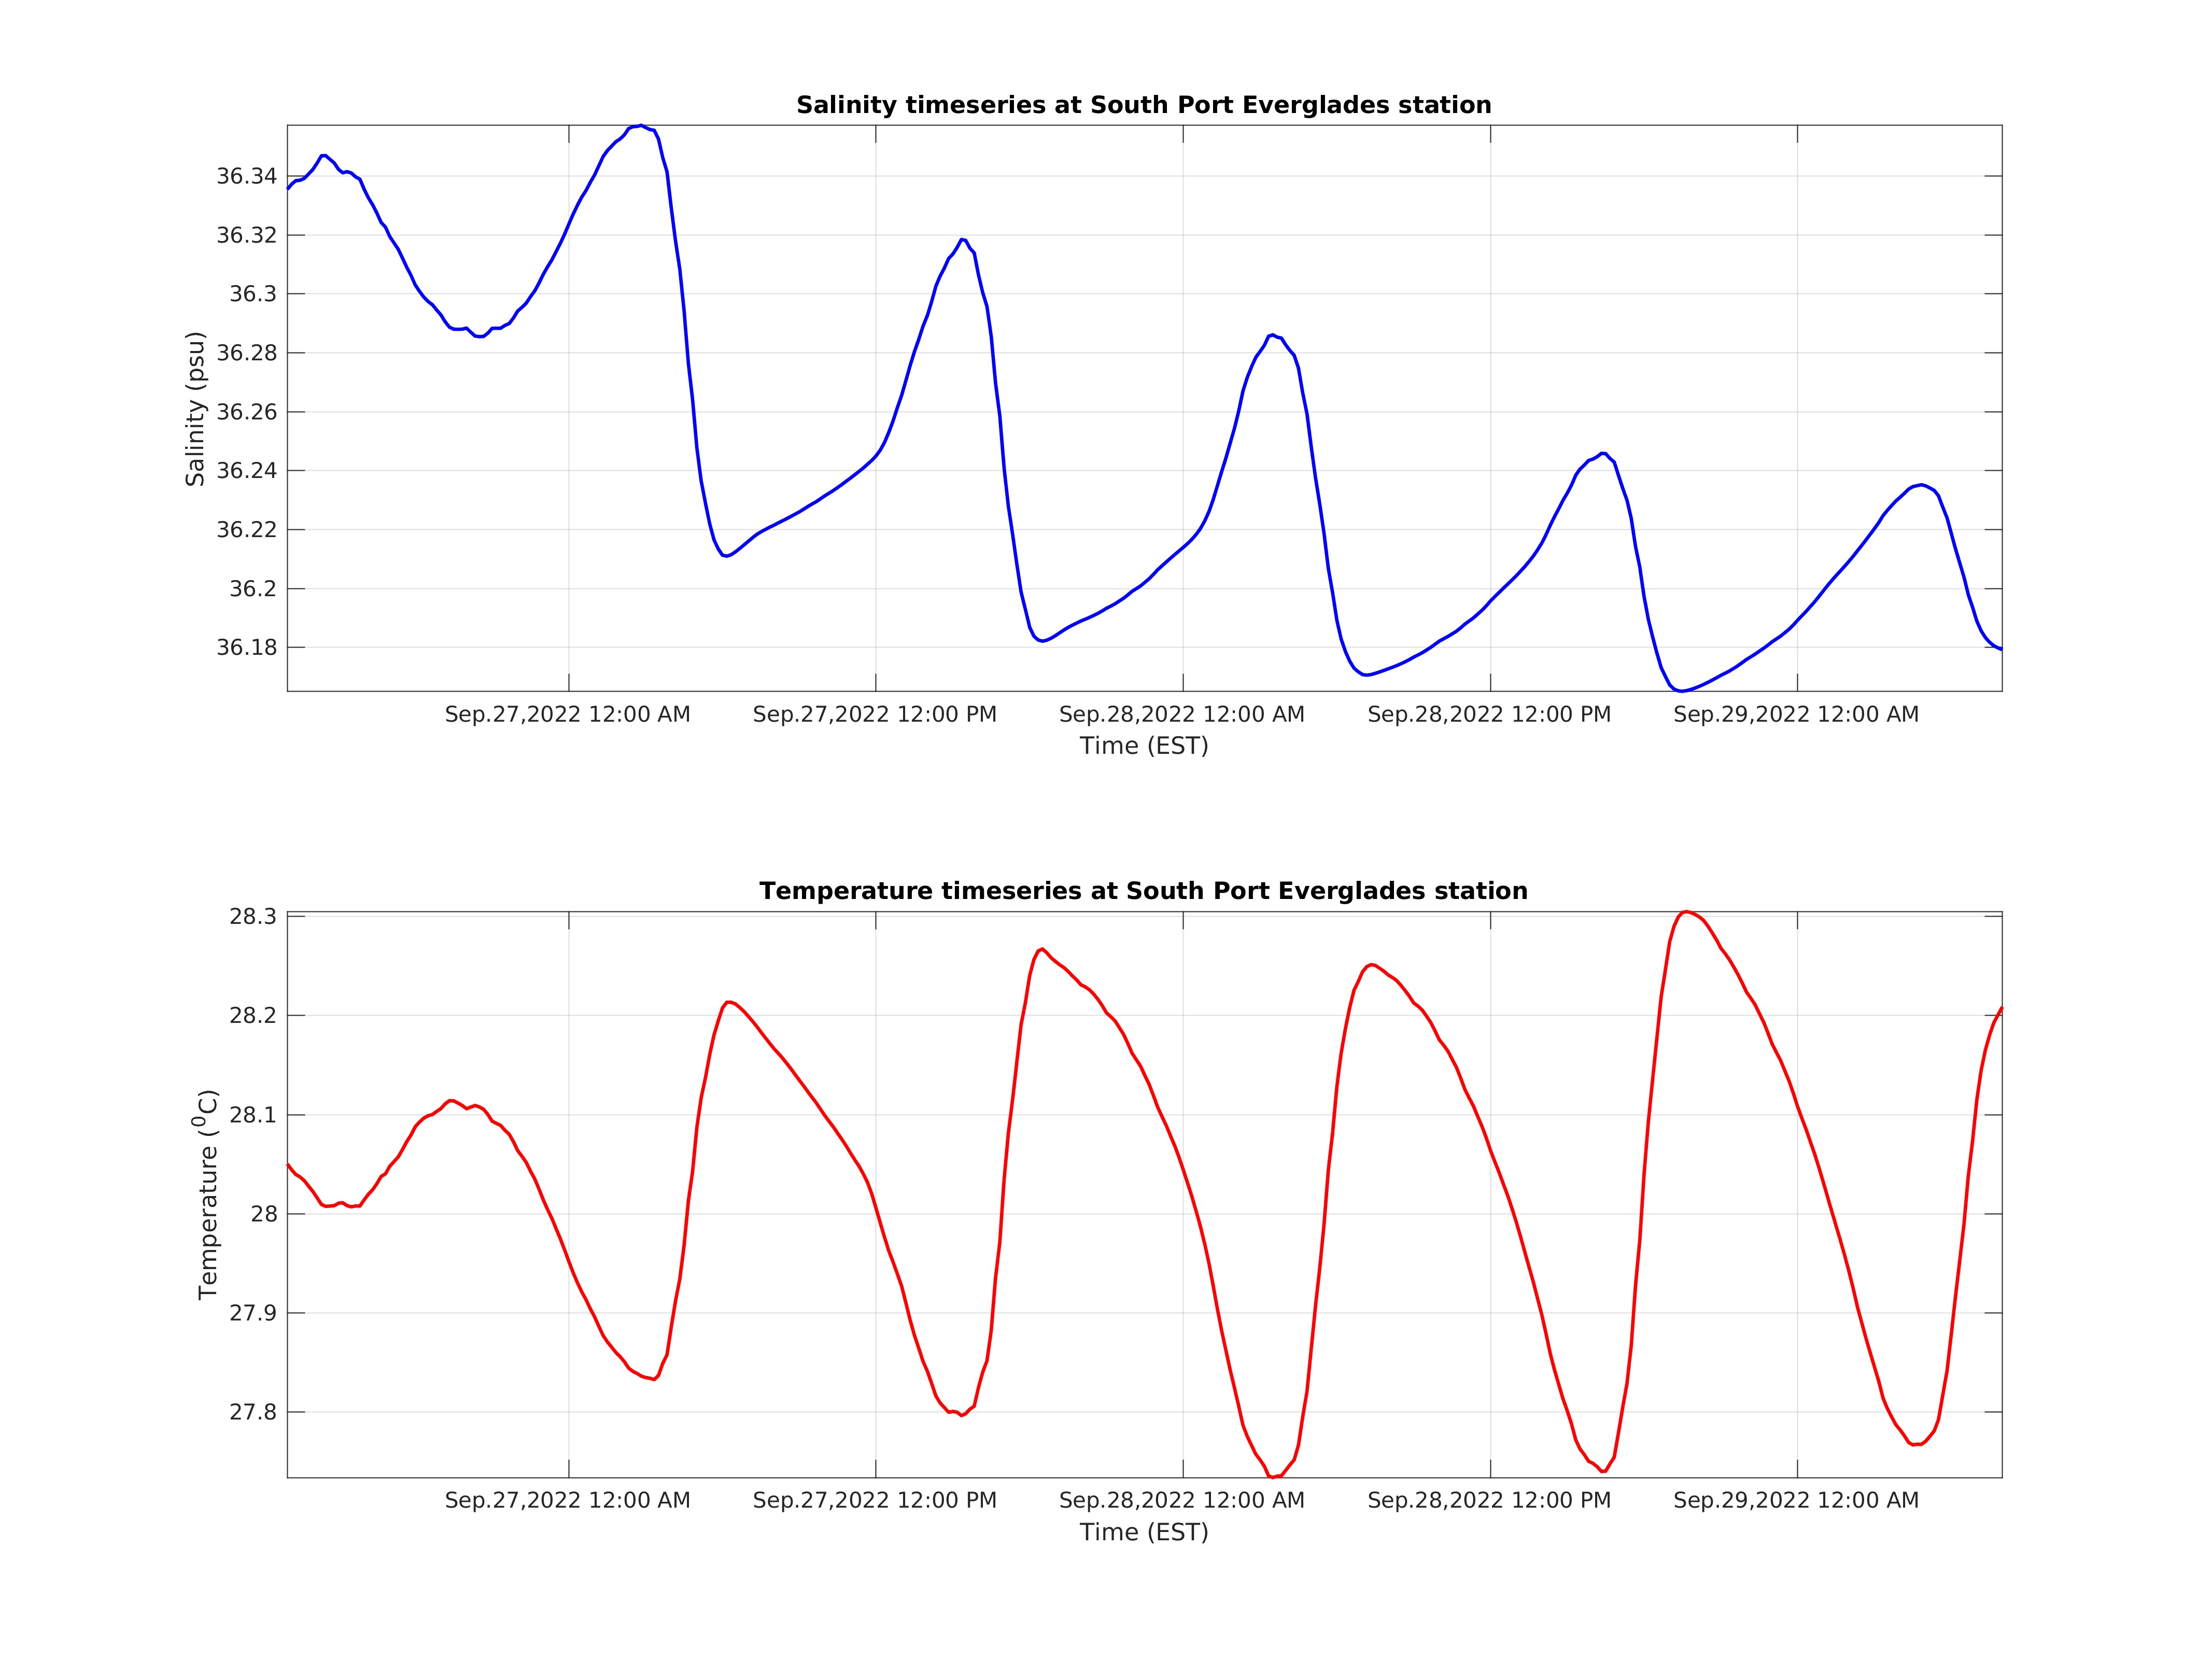 Salinity timeseries at South Port Everglades station
36.34
36.32
36.3
36.28
36.26
36.24
36.22
36.2
36.18
Salinity (psu)
Sep.27,2022 12:00 AM Sep.27,2022 12:00 PM Sep.28,2022 12:00 AM Sep.28,2022 12:00 PM Sep.29,2022 12:00 AM
Time (EST)
Temperature timeseries at South Port Everglades station
28.3
28.2
28.1
28
27.9
27.8
Temperature (⁰C)
Sep.27,2022 12:00 AM Sep.27,2022 12:00 PM Sep.28,2022 12:00 AM Sep.28,2022 12:00 PM Sep.29,2022 12:00 AM
Time (EST)